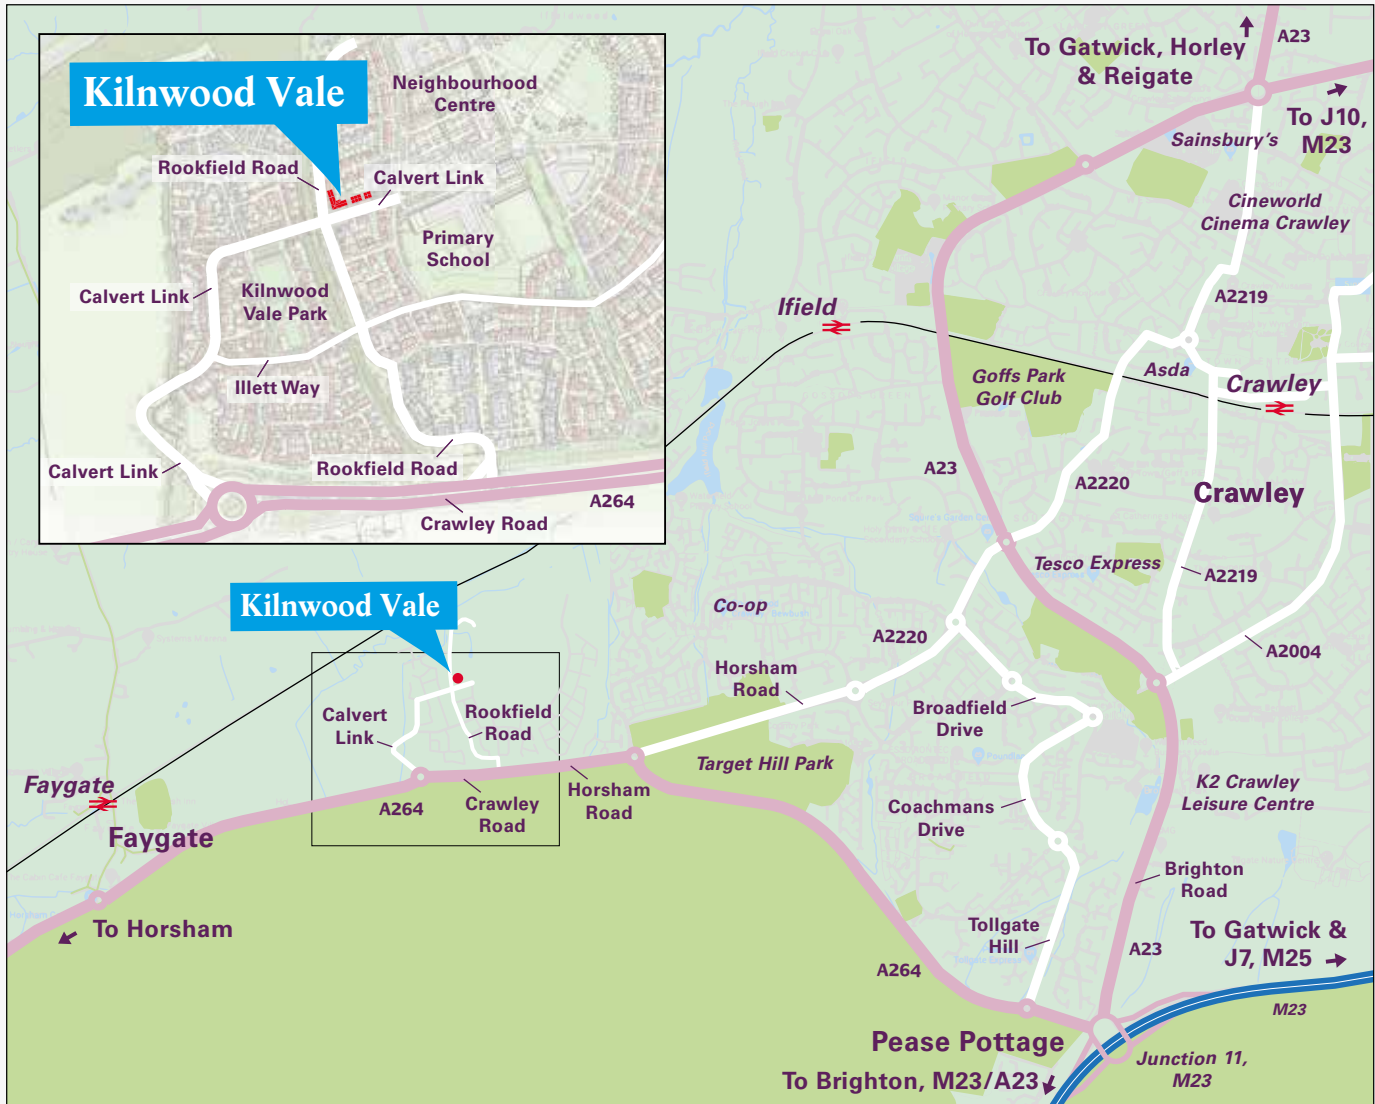 Kilnwood Vale
Neighbourhood
Centre
Rookfield Road
Calvert Link
Primary
School
Calvert Link
Kilnwood
Vale Park
Illett Way
Calvert Link
Rookfield Road
A264
Crawley Road
To Gatwick, Horley
& Reigate
A23
To J10,
M23
Sainsbury's
Cineworld
Cinema Crawley
A2219
Ifield
Goffs Park
Golf Club
Asda
Crawley
A23
A2220
Crawley
Tesco Express
A2219
Kilnwood Vale
Co-op
A2220
A2004
Horsham
Road
Broadfield
Drive
Calvert
Link
Rookfield
Road
Target Hill Park
Faygate
A264
Crawley
Road
Horsham
Road
Coachmans
Drive
K2 Crawley
Leisure Centre
Faygate
Brighton
Road
To Horsham
Tollgate
Hill
A23
To Gatwick &
J7, M25
A264
M23
Pease Pottage
Junction 11,
M23
To Brighton, M23/A23